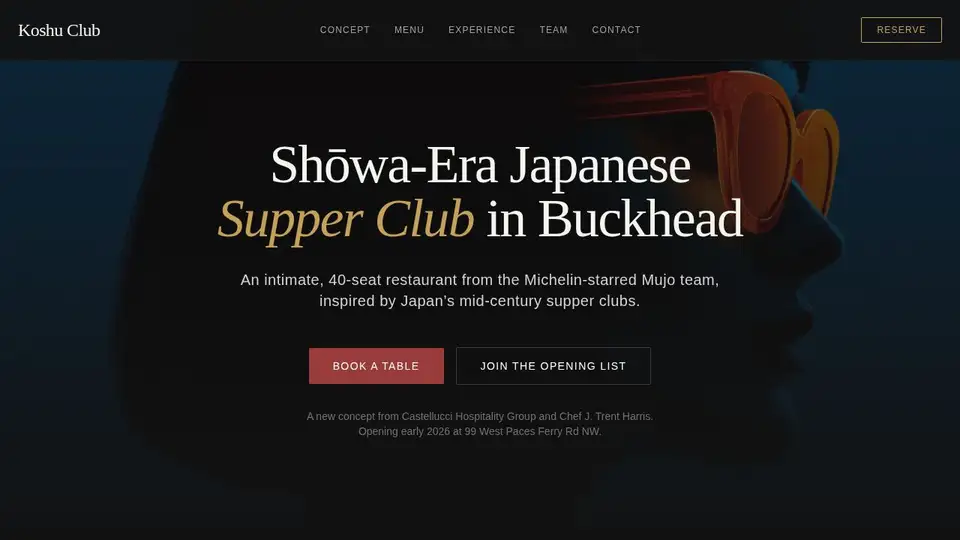 Koshu Club
CONCEPT
MENU
EXPERIENCE
TEAM
CONTACT
RESERVE
Shōwa-Era Japanese
Supper Club in Buckhead
An intimate, 40-seat restaurant from the Michelin-starred Mujo team,
inspired by Japan’s mid-century supper clubs.
BOOK A TABLE
JOIN THE OPENING LIST
A new concept from Castellucci Hospitality Group and Chef J. Trent Harris.
Opening early 2026 at 99 West Paces Ferry Rd NW.